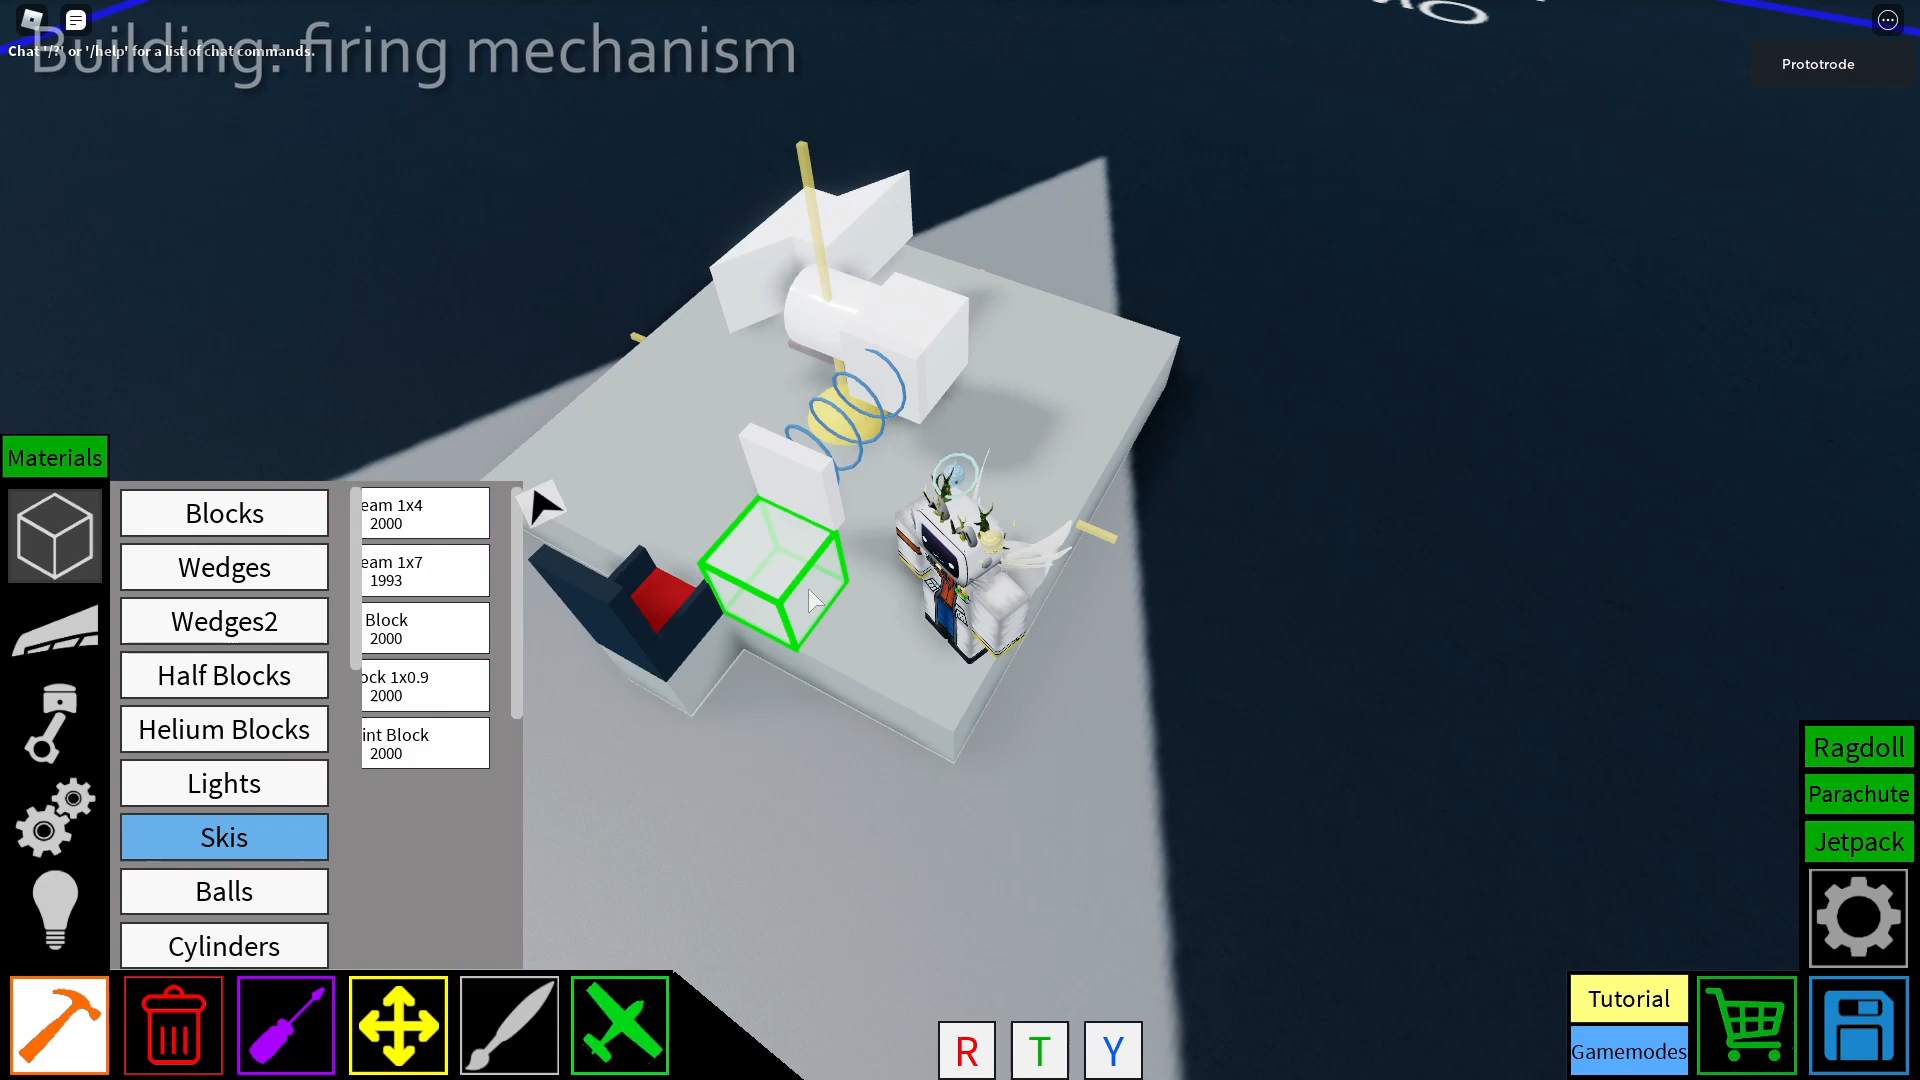 Building: firing mechanism
Chat '/?' or '/help' for a list of chat commands.
Prototrode
Materials
Blocks
Wedges
Wedges2
Half Blocks
Helium Blocks
Lights
Skis
Balls
Cylinders
eam 1x4
2000
eam 1x7
1993
Block
2000
ock 1x0.9
2000
int Block
2000
Ragdoll
Parachute
Jetpack
Tutorial
Gamemodes
R T Y